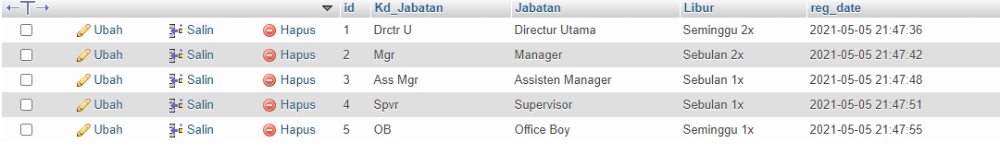 id Kd_Jabatan Jabatan Libur reg_date
Ubah Salin Hapus 1 Drctr U Directur Utama Seminggu 2x 2021-05-05 21:47:36
Ubah Salin Hapus 2 Mgr Manager Sebulan 2x 2021-05-05 21:47:42
Ubah Salin Hapus 3 Ass Mgr Assisten Manager Sebulan 1x 2021-05-05 21:47:48
Ubah Salin Hapus 4 Spvr Supervisor Sebulan 1x 2021-05-05 21:47:51
Ubah Salin Hapus 5 OB Office Boy Seminggu 1x 2021-05-05 21:47:55